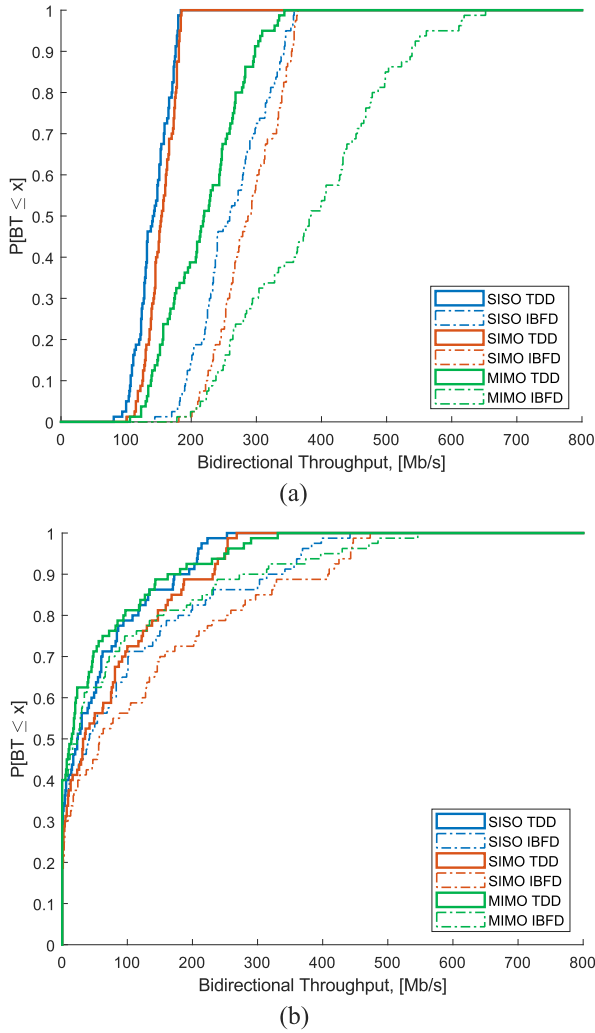 1
0.9
0.8
0.7
0.6
0.5
0.4
0.3
0.2
0.1
0
P[BT ≤ x]
SISO TDD
SISO IBFD
SIMO TDD
SIMO IBFD
MIMO TDD
MIMO IBFD
0 100 200 300 400 500 600 700 800
Bidirectional Throughput, [Mb/s]
(a)
1
0.9
0.8
0.7
0.6
0.5
0.4
0.3
0.2
0.1
0
P[BT ≤ x]
SISO TDD
SISO IBFD
SIMO TDD
SIMO IBFD
MIMO TDD
MIMO IBFD
0 100 200 300 400 500 600 700 800
Bidirectional Throughput, [Mb/s]
(b)